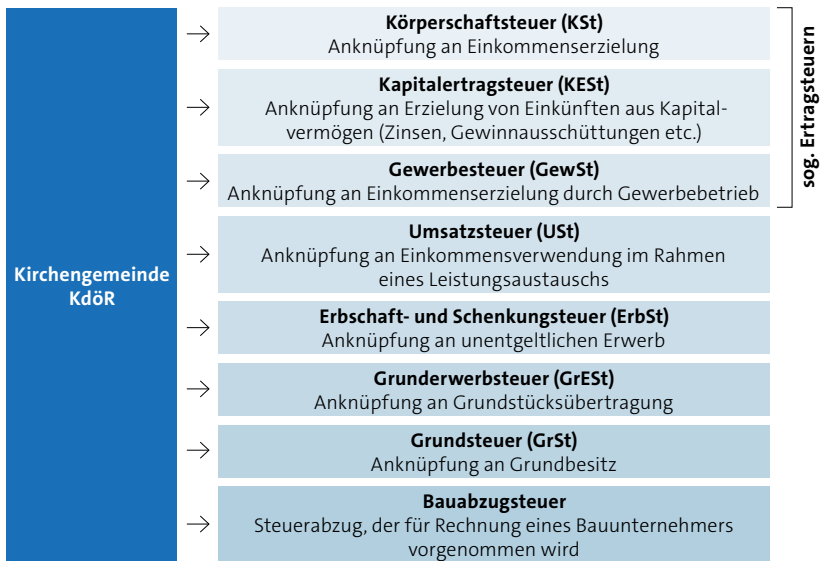 Kirchengemeinde
KdöR
Körperschaftsteuer (KSt)
Anknüpfung an Einkommenserzielung
Kapitalertragsteuer (KESt)
Anknüpfung an Erzielung von Einkünften aus Kapital-
vermögen (Zinsen, Gewinnausschüttungen etc.)
Gewerbesteuer (GewSt)
Anknüpfung an Einkommenserzielung durch Gewerbebetrieb
sog. Ertragsteuern
Umsatzsteuer (USt)
Anknüpfung an Einkommensverwendung im Rahmen
eines Leistungsaustauschs
Erbschaft- und Schenkungsteuer (ErbSt)
Anknüpfung an unentgeltlichen Erwerb
Grunderwerbsteuer (GrESt)
Anknüpfung an Grundstücksübertragung
Grundsteuer (GrSt)
Anknüpfung an Grundbesitz
Bauabzugsteuer
Steuerabzug, der für Rechnung eines Bauunternehmers
vorgenommen wird